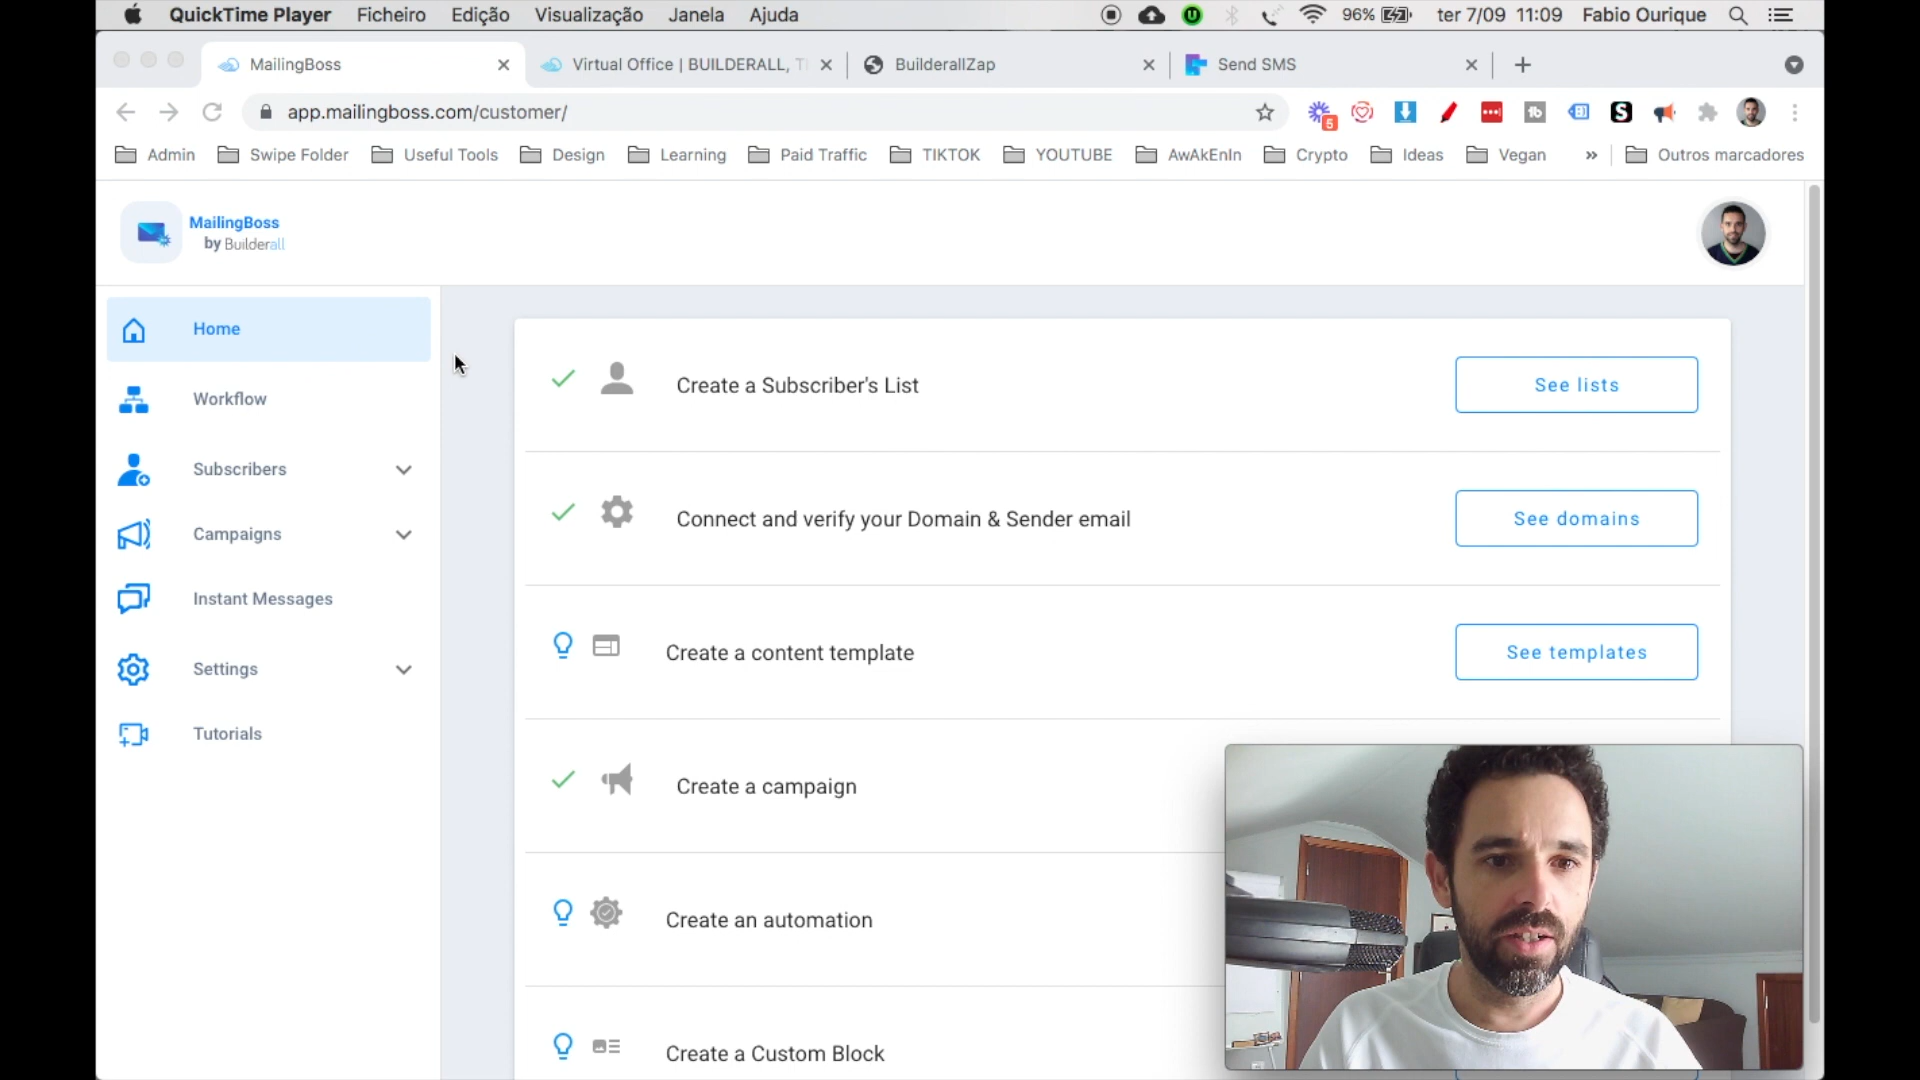 QuickTime Player Ficheiro Edição Visualização Janela Ajuda 96% ter 7/09 11:09 Fabio Ourique
MailingBoss Virtual Office | BUILDERALL, T BuilderallZap Send SMS
app.mailingboss.com/customer/ 5
Admin Swipe Folder Useful Tools Design Learning Paid Traffic TIKTOK YOUTUBE AwAkEnIn Crypto Ideas Vegan » Outros marcadores
MailingBoss
by Builderall
Home
Workflow
Subscribers
Campaigns
Instant Messages
Settings
Tutorials
Create a Subscriber's List See lists
Connect and verify your Domain & Sender email See domains
Create a content template See templates
Create a campaign
Create an automation
Create a Custom Block